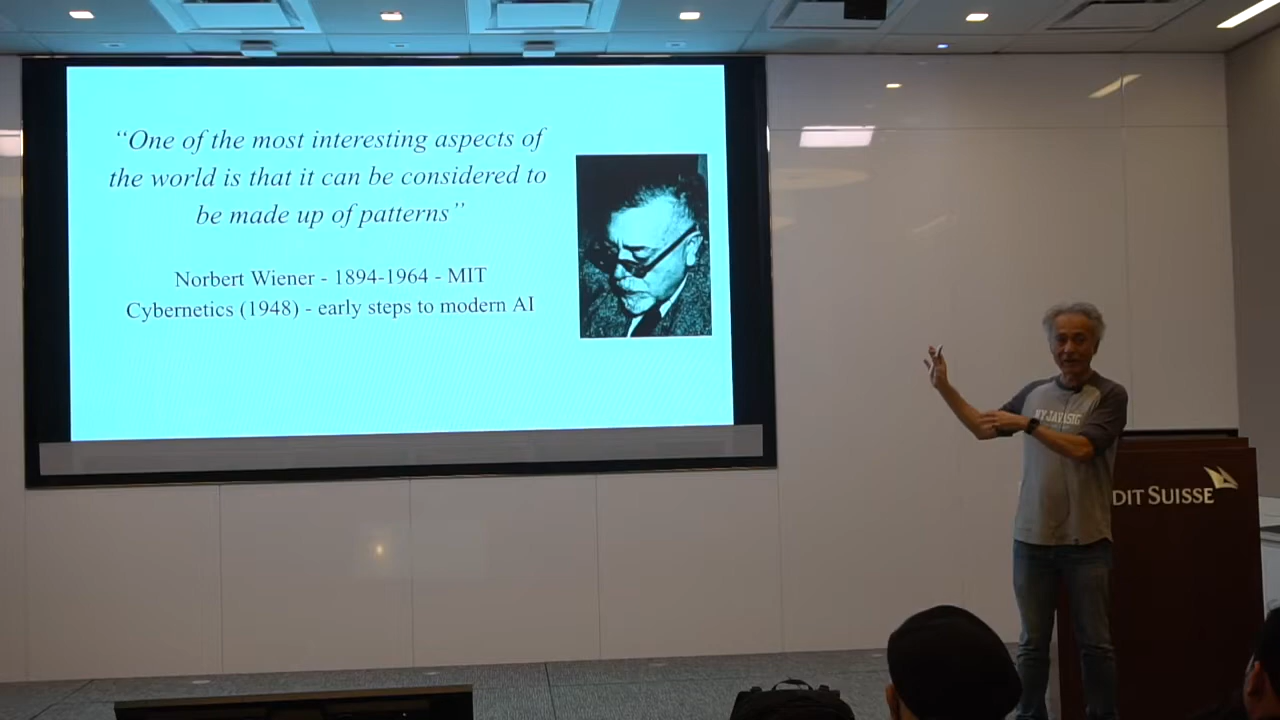 “One of the most interesting aspects of
the world is that it can be considered to
be made up of patterns”
Norbert Wiener - 1894-1964 - MIT
Cybernetics (1948) - early steps to modern AI
NYJAVASIG
DIT SUISSE